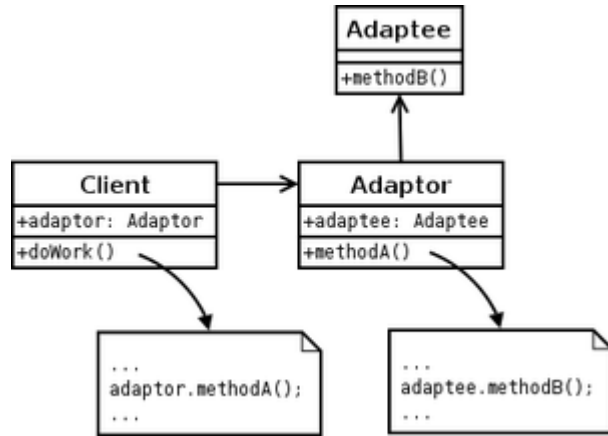 Adaptee
+methodB()
Client
+adaptor: Adaptor
+doWork()
Adaptor
+adaptee: Adaptee
+methodA()
...
adaptor.methodA();
...
...
adaptee.methodB();
...